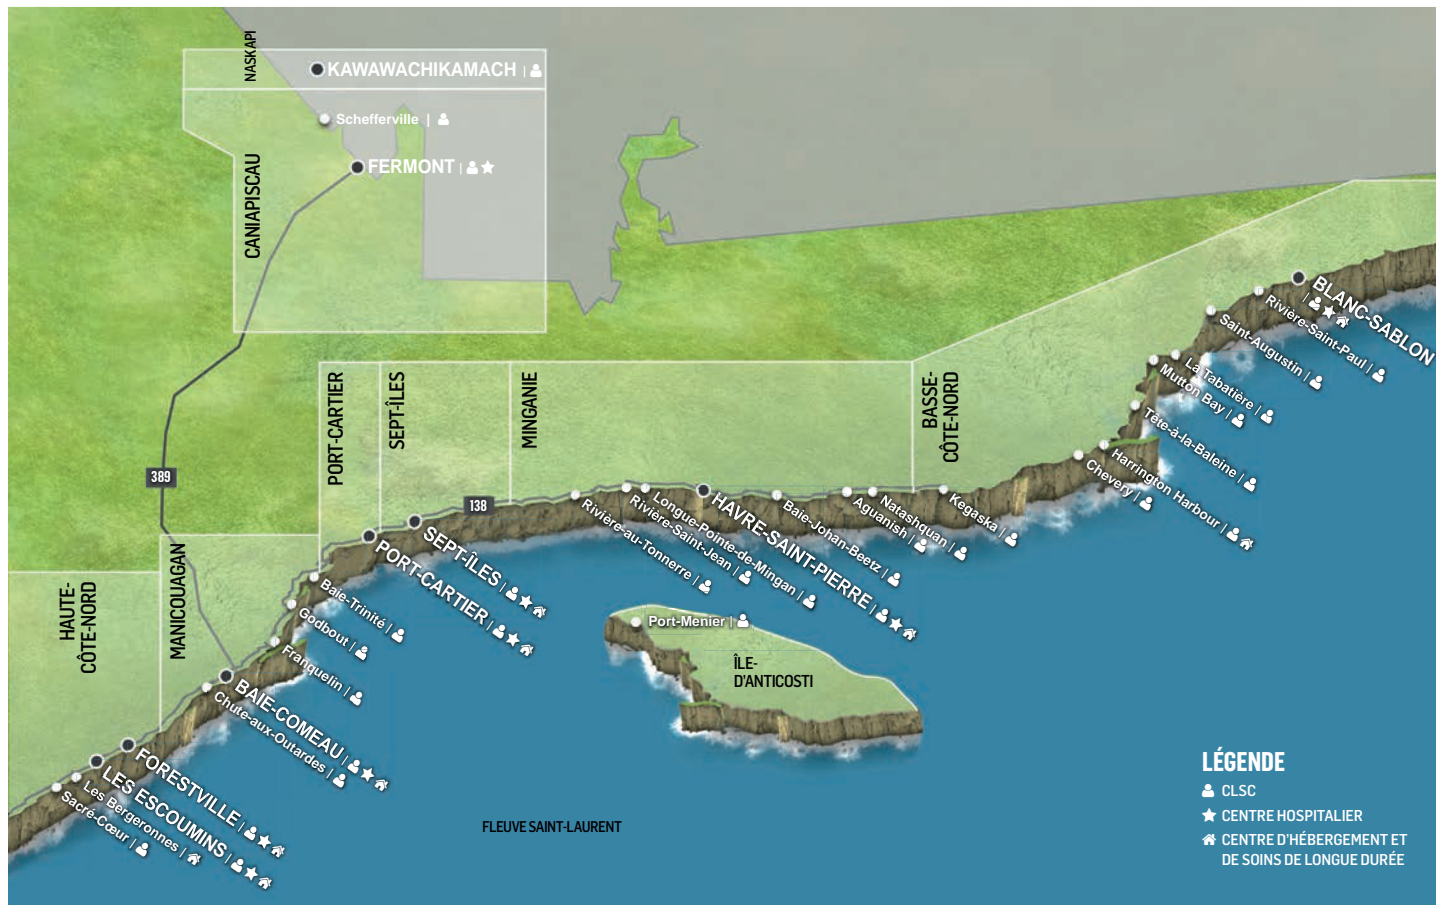 NASKAPI
KAWAWACHIKAMACH |
Schefferville |
FERMONT |
CANIAPISCAU
389
138
PORT-CARTIER
SEPT-ÎLES
MINGANIE
BASSE-
CÔTE-NORD
HAUTE-
CÔTE-NORD
MANICOUAGAN
BLANC-SABLON
|
Rivière-Saint-Paul |
Saint-Augustin |
La Tabatière |
Mutton Bay |
Tête-à-la-Baleine |
Harrington Harbour |
Chevery |
Kegaska |
Natashquan |
Aguanish |
Baie-Johan-Beetz |
HAVRE-SAINT-PIERRE |
Longue-Pointe-de-Mingan |
Rivière-Saint-Jean |
Rivière-au-Tonnerre |
SEPT-ÎLES |
PORT-CARTIER |
Baie-Trinité |
Godbout |
Franquelin |
BAIE-COMEAU |
Chute-aux-Outardes |
FORESTVILLE |
LES ESCOUMINS |
Les Bergeronnes |
Sacré-Cœur |
Port-Menier |
ÎLE-
D'ANTICOSTI
FLEUVE SAINT-LAURENT
LÉGENDE
CLSC
CENTRE HOSPITALIER
CENTRE D'HÉBERGEMENT ET
DE SOINS DE LONGUE DURÉE